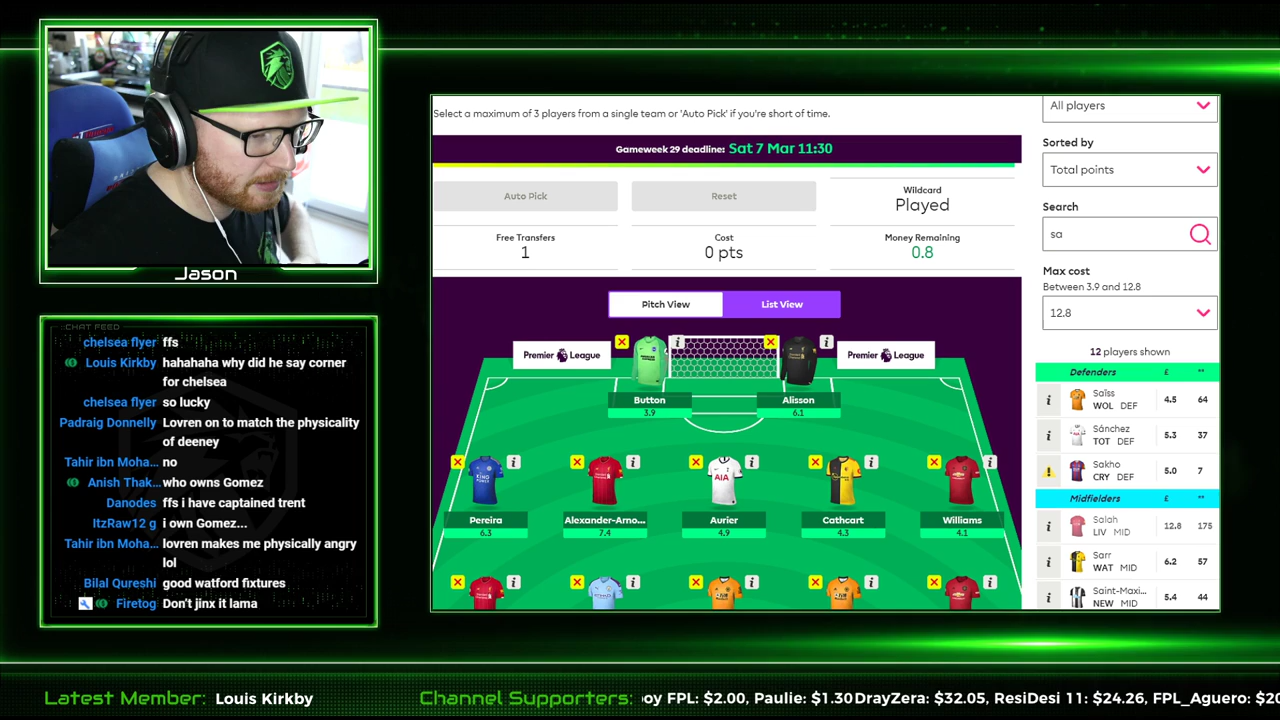 Jason
::CHAT FEED
chelsea flyer ffs
Louis Kirkby hahahaha why did he say corner
for chelsea
chelsea flyer so lucky
Padraig Donnelly Lovren on to match the physicality
of deeney
Tahir ibn Moha... no
Anish Thak... who owns Gomez
Danodes ffs i have captained trent
ItzRaw12 g i own Gomez...
Tahir ibn Moha... lovren makes me physically angry
lol
Bilal Qureshi good watford fixtures
Firetog Don't jinx it lama
Select a maximum of 3 players from a single team or 'Auto Pick' if you're short of time.
Gameweek 29 deadline: Sat 7 Mar 11:30
Auto Pick
Reset
Wildcard
Played
Free Transfers
1
Cost
0 pts
Money Remaining
0.8
Pitch View
List View
Premier League
Premier League
Button
3.9
Alisson
6.1
AIA
Pereira
6.3
Alexander-Arno...
7.4
Aurier
4.9
Cathcart
4.3
Williams
4.1
All players
Sorted by
Total points
Search
sa
Max cost
Between 3.9 and 12.8
12.8
12 players shown
Defenders £ **
Saïss 4.5 64
WOL DEF
Sánchez 5.3 37
TOT DEF
Sakho 5.0 7
CRY DEF
Midfielders £ **
Salah 12.8 175
LIV MID
Sarr 6.2 57
WAT MID
Saint-Maxi... 5.4 44
NEW MID
Latest Member: Louis Kirkby
Channel Supporters: oy FPL: $2.00, Paulie: $1.30DrayZera: $32.05, ResiDesi 11: $24.26, FPL_Aguero: $20